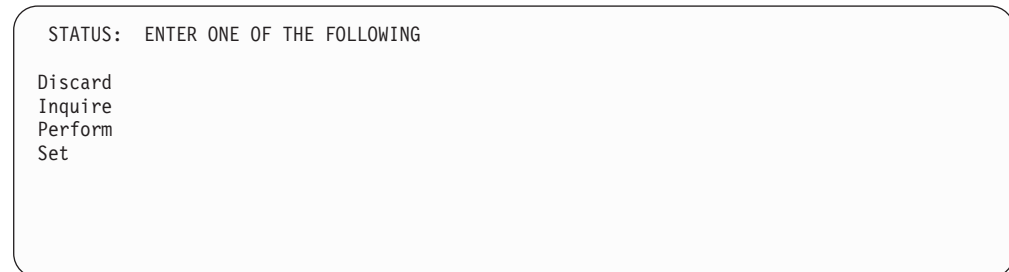 STATUS: ENTER ONE OF THE FOLLOWING
Discard
Inquire
Perform
Set